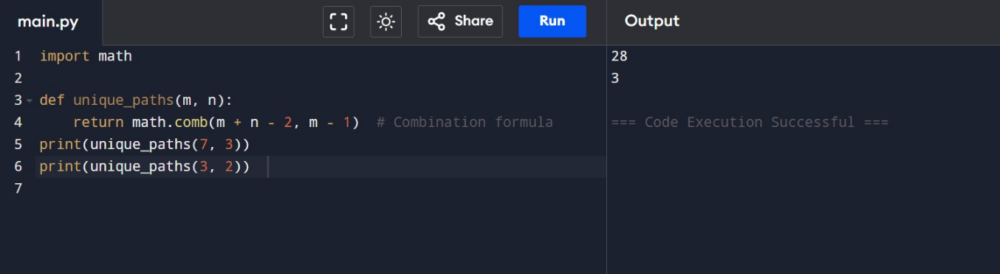 main.py
Share
Run
Output
1 import math
2
3 def unique_paths(m, n):
4     return math.comb(m + n - 2, m - 1)  # Combination formula
5 print(unique_paths(7, 3))
6 print(unique_paths(3, 2))
7
28
3
=== Code Execution Successful ===